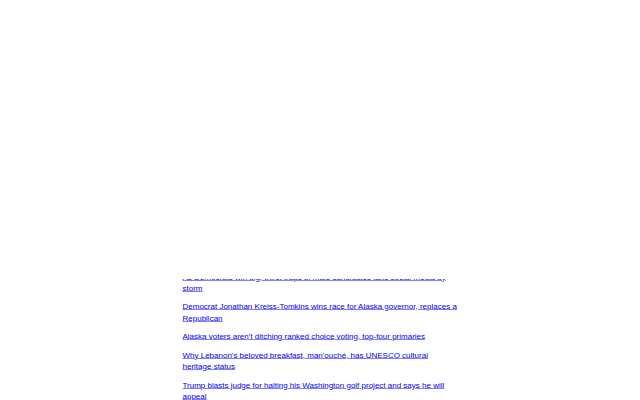 storm
Democrat Jonathan Kreiss-Tomkins wins race for Alaska governor, replaces a
Republican
Alaska voters aren't ditching ranked choice voting, top-four primaries
Why Lebanon's beloved breakfast, man'ouché, has UNESCO cultural
heritage status
Trump blasts judge for halting his Washington golf project and says he will
appeal